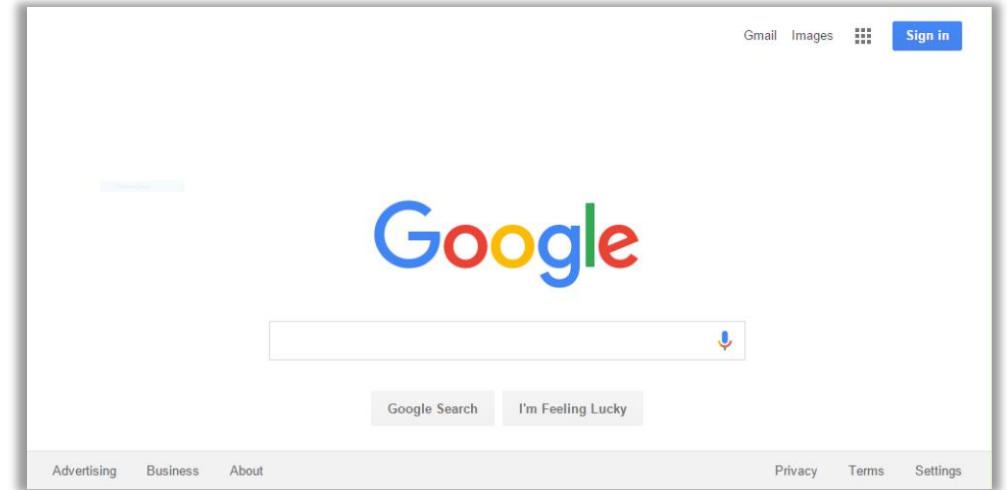 Gmail Images Sign in
Google
Google Search I'm Feeling Lucky
Advertising Business About Privacy Terms Settings